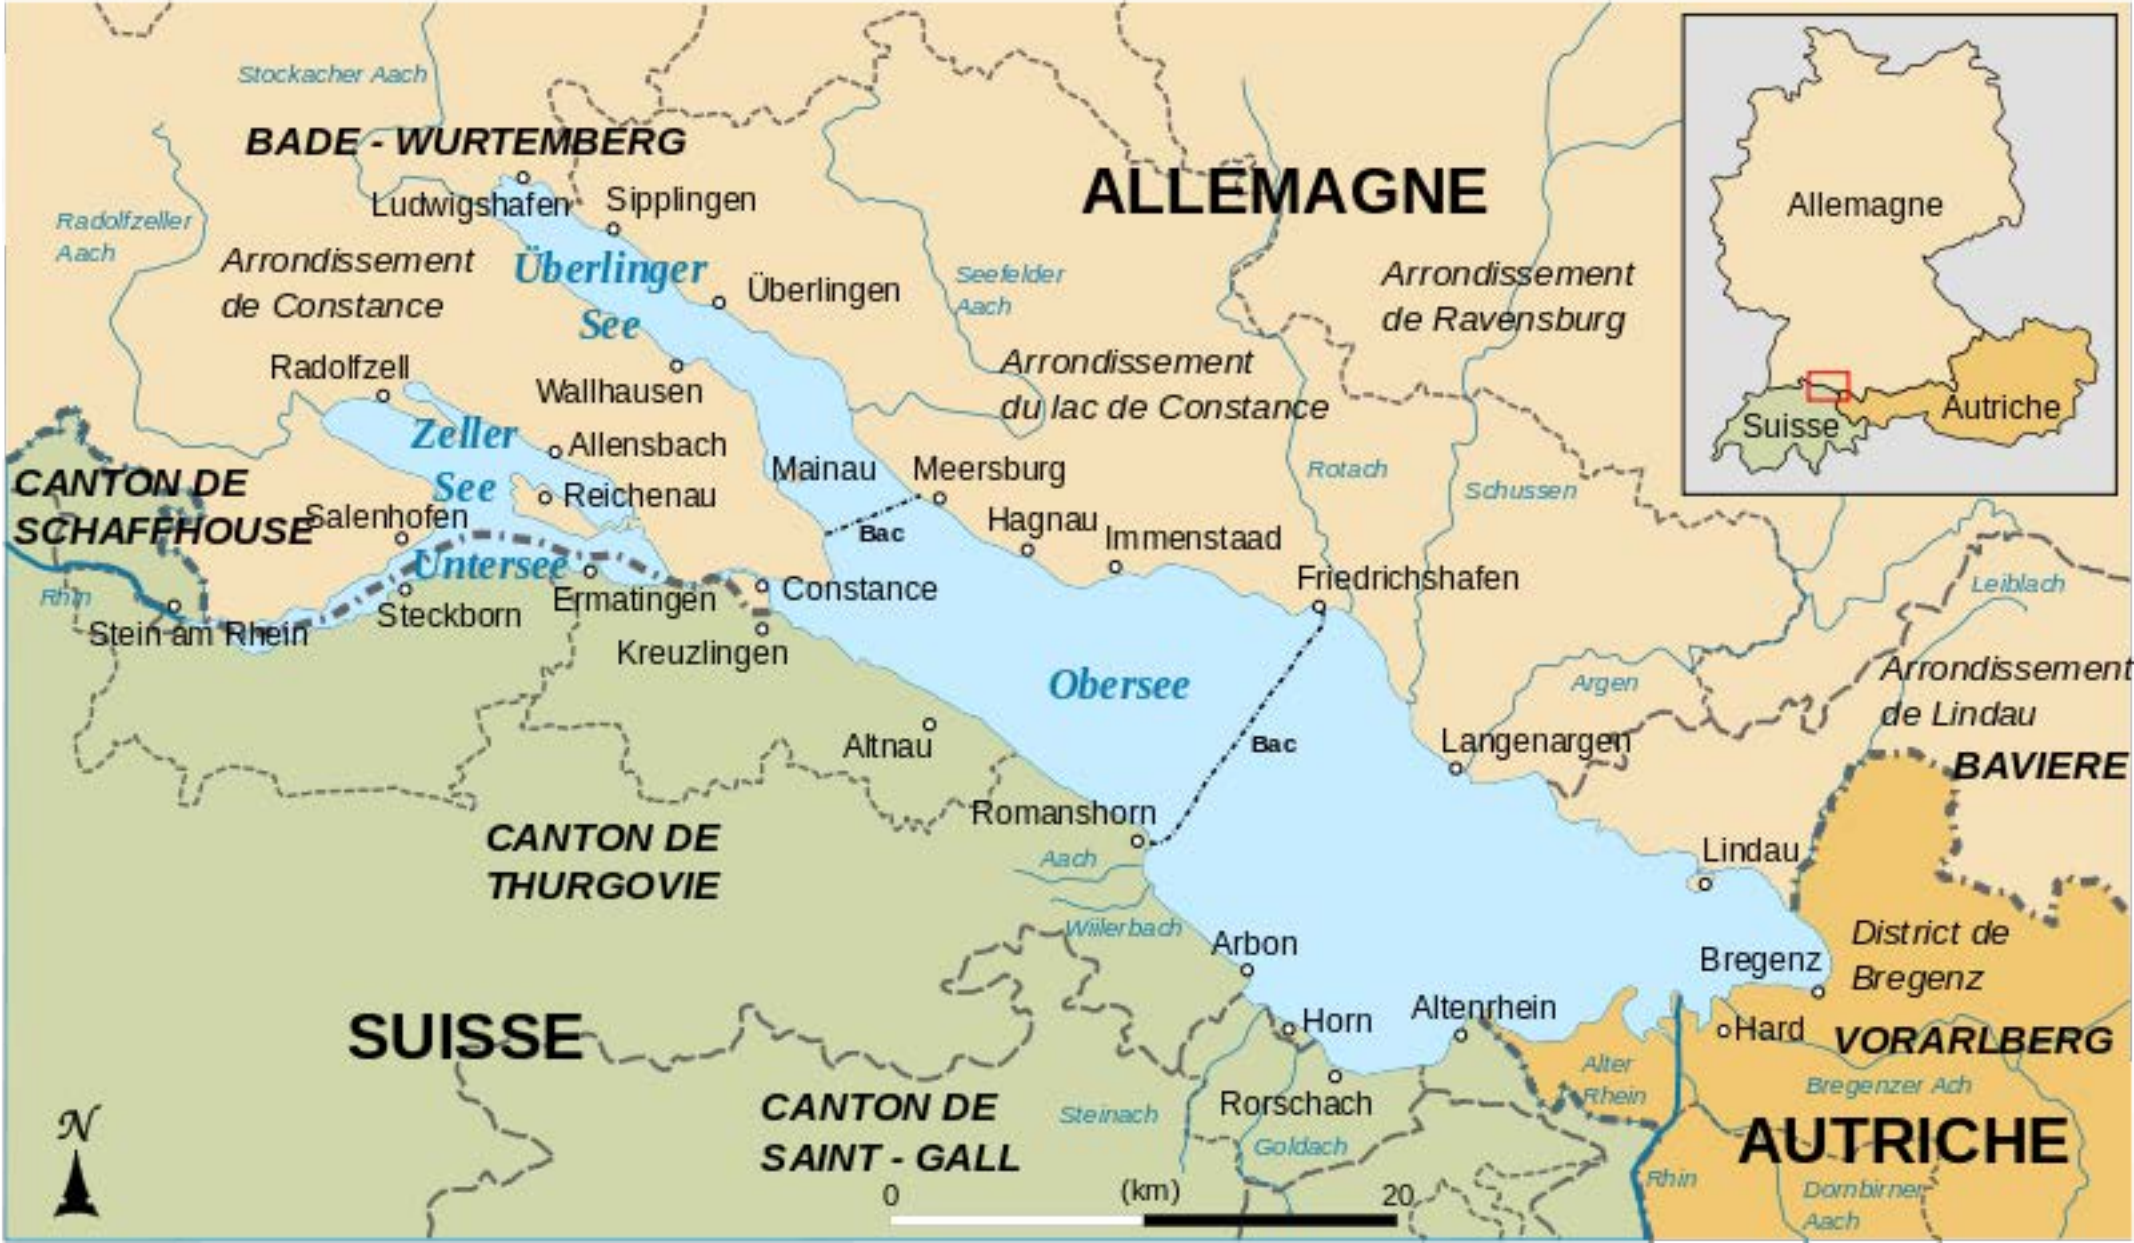 Stockacher Aach
BADE - WURTEMBERG
Ludwigshafen
Sipplingen
ALLEMAGNE
Radolfzeller
Aach
Arrondissement
de Constance
Überlinger
See
Überlingen
Seefelder
Aach
Arrondissement
de Ravensburg
Allemagne
Suisse
Autriche
Radolfzell
Wallhausen
Arrondissement
du lac de Constance
Zeller
See
Allensbach
Mainau
Meersburg
Rotach
Schussen
CANTON DE
SCHAFFHOUSE
Salenhofen
Reichenau
Bac
Hagnau
Immenstaad
Friedrichshafen
Leiblach
Rhin
Stein am Rhein
Untersee
Steckborn
Ermatingen
Constance
Kreuzlingen
Obersee
Argen
Arrondissement
de Lindau
Altnau
Bac
Langenargen
BAVIERE
Romanshorn
CANTON DE
THURGOVIE
Aach
Lindau
Wiilerbach
Arbon
Bregenz
District de
Bregenz
SUISSE
Horn
Altenrhein
Hard
VORARLBERG
Alter
Rhein
Bregenzer Ach
CANTON DE
SAINT - GALL
Steinach
Rorschach
Goldach
AUTRICHE
Rhin
Dornbirner
Aach
N
0
(km)
20